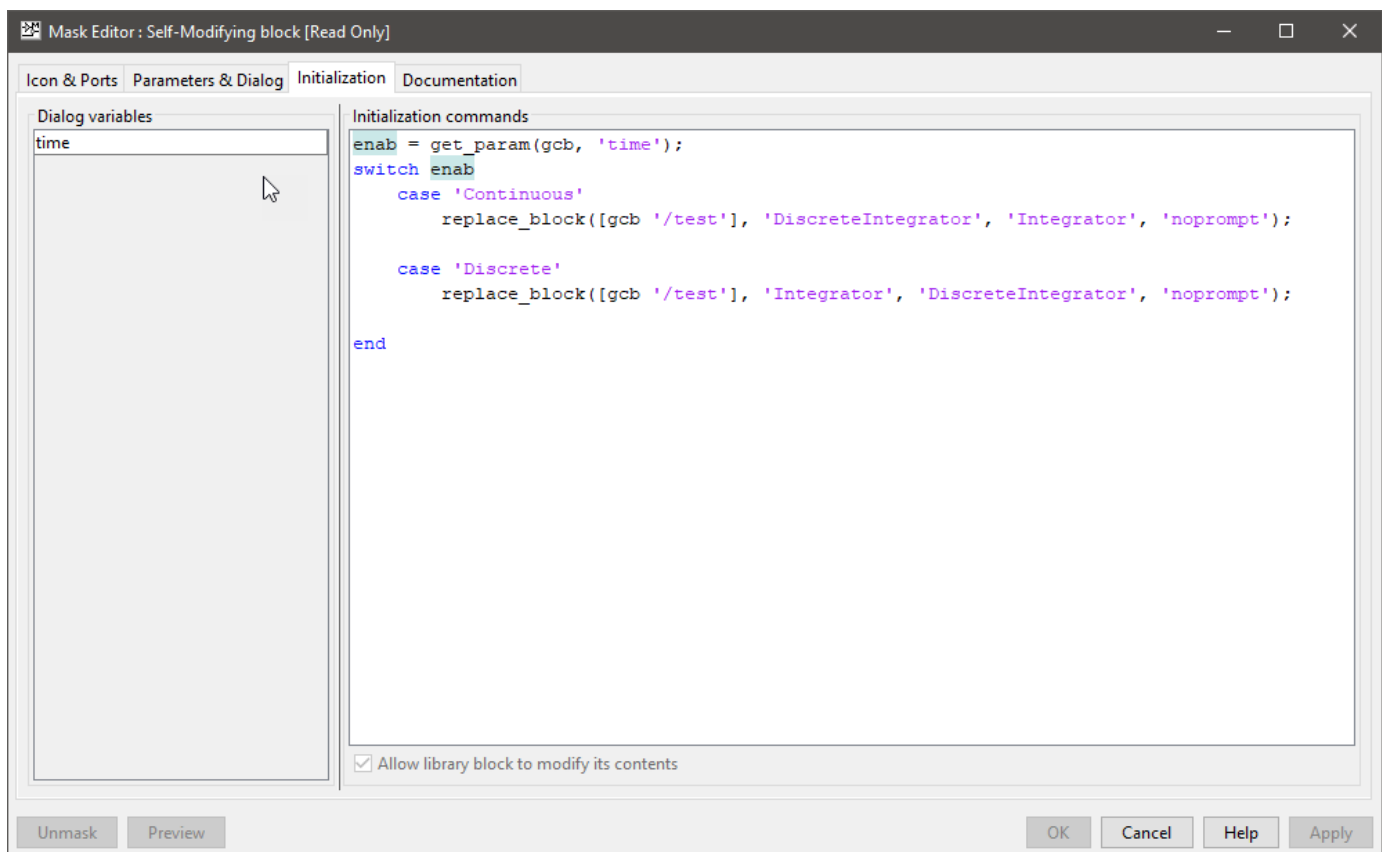 Mask Editor : Self-Modifying block [Read Only]
Icon & Ports Parameters & Dialog Initialization Documentation
Dialog variables
time
Initialization commands
enab = get_param(gcb, 'time');
switch enab
    case 'Continuous'
        replace_block([gcb '/test'], 'DiscreteIntegrator', 'Integrator', 'noprompt');
    case 'Discrete'
        replace_block([gcb '/test'], 'Integrator', 'DiscreteIntegrator', 'noprompt');
end
Allow library block to modify its contents
Unmask Preview OK Cancel Help Apply